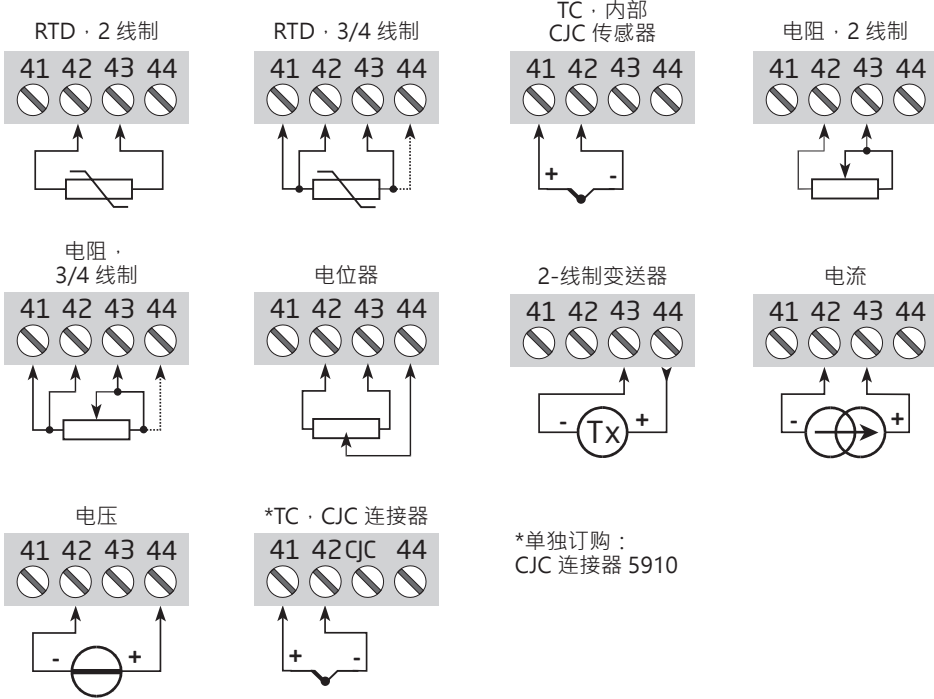 RTD · 2 线制
41 42 43 44
RTD · 3/4 线制
41 42 43 44
TC · 内部
CJC 传感器
41 42 43 44
+ -
电阻 · 2 线制
41 42 43 44
电阻 ·
3/4 线制
41 42 43 44
电位器
41 42 43 44
2-线制变送器
41 42 43 44
- Tx +
电流
41 42 43 44
- +
电压
41 42 43 44
- +
*TC · CJC 连接器
41 42 CJC 44
+ -
*单独订购：
CJC 连接器 5910